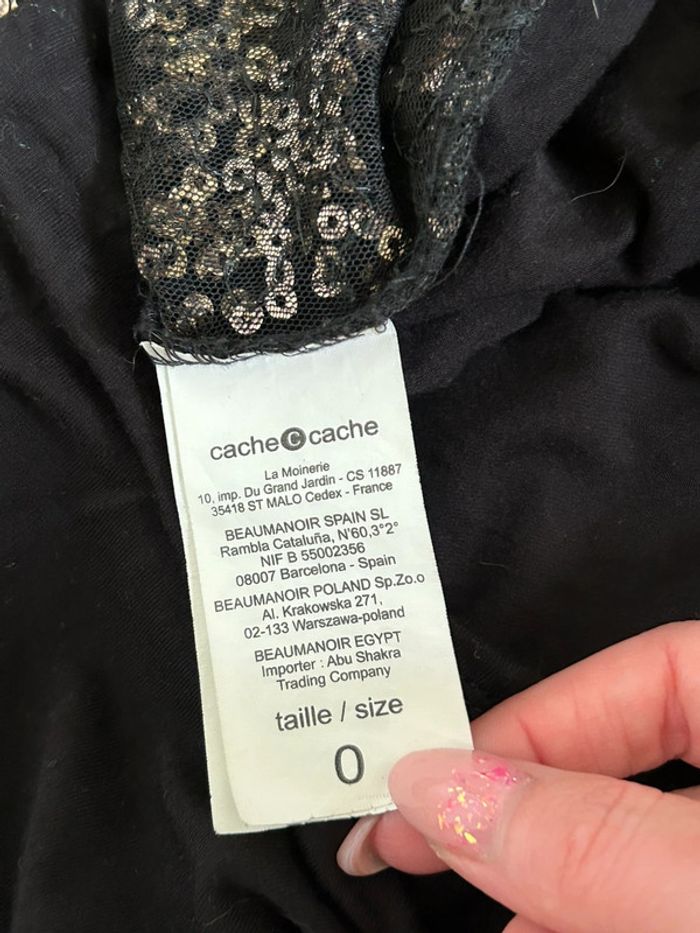 cache c cache
La Moinerie
10, imp. Du Grand Jardin - CS 11887
35418 ST MALO Cedex - France
BEAUMANOIR SPAIN SL
Rambla Cataluña, N'60,3°2°
NIF B 55002356
08007 Barcelona - Spain
BEAUMANOIR POLAND Sp.Zo.o
Al. Krakowska 271,
02-133 Warszawa-poland
BEAUMANOIR EGYPT
Importer : Abu Shakra
Trading Company
taille / size
0